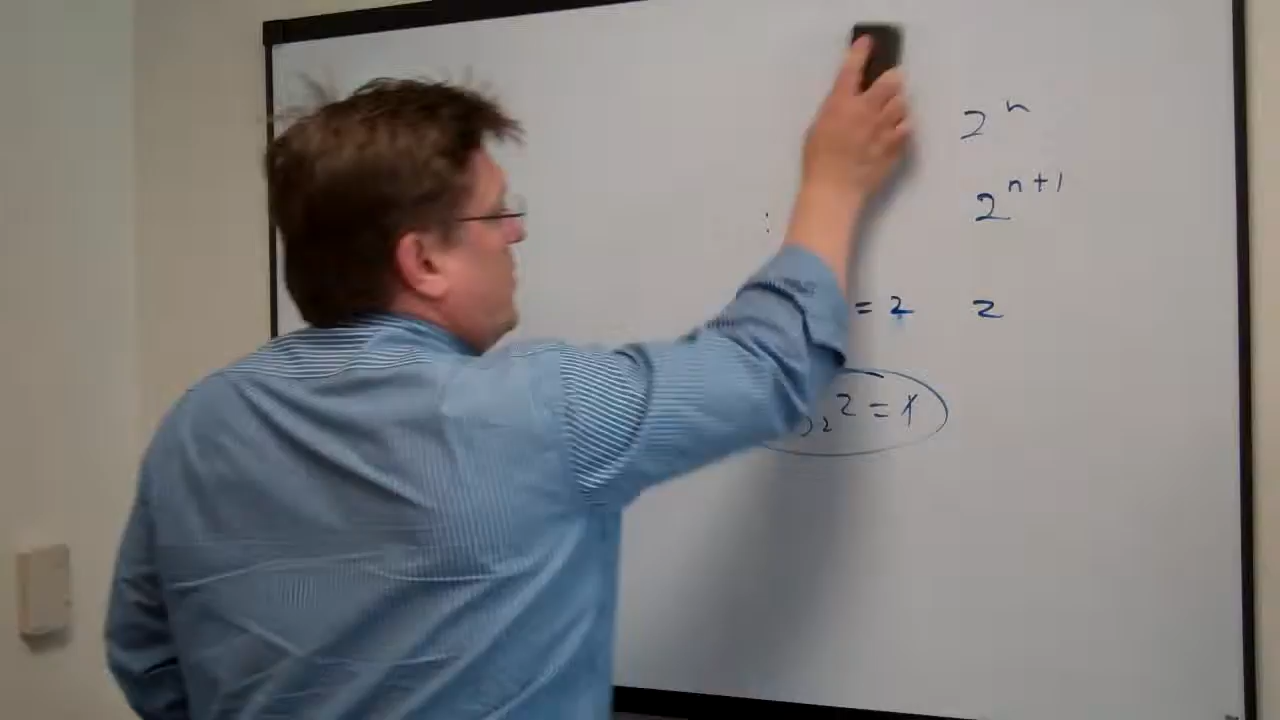 2ⁿ
2ⁿ⁺¹
= 2 2
₂2 = 1